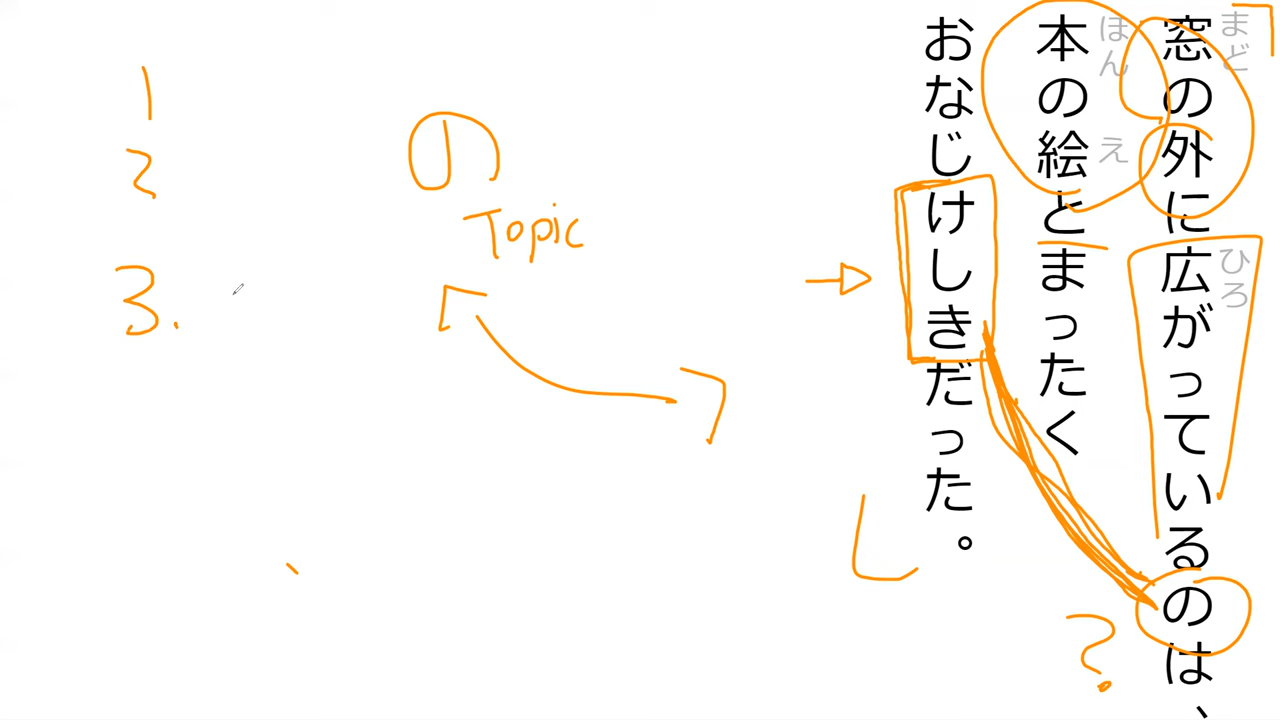 窓の外に広がっているのは、
まど
ひろ
本の絵とまったく
ほん
え
おなじけしきだった。
1
2
3.
の
Topic
?